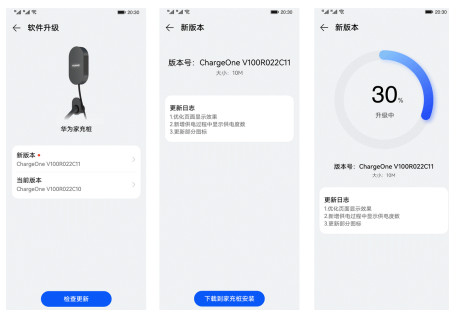 20:30
软件升级
华为家充桩
新版本
ChargeOne V100R022C11
当前版本
ChargeOne V100R022C10
检查更新
20:30
新版本
版本号: ChargeOne V100R022C11
大小: 10M
更新日志
1.优化页面显示效果
2.新增供电过程中显示供电度数
3.更新部分图标
下载到家充桩安装
20:30
新版本
30%
升级中
版本号: ChargeOne V100R022C11
大小: 10M
更新日志
1.优化页面显示效果
2.新增供电过程中显示供电度数
3.更新部分图标